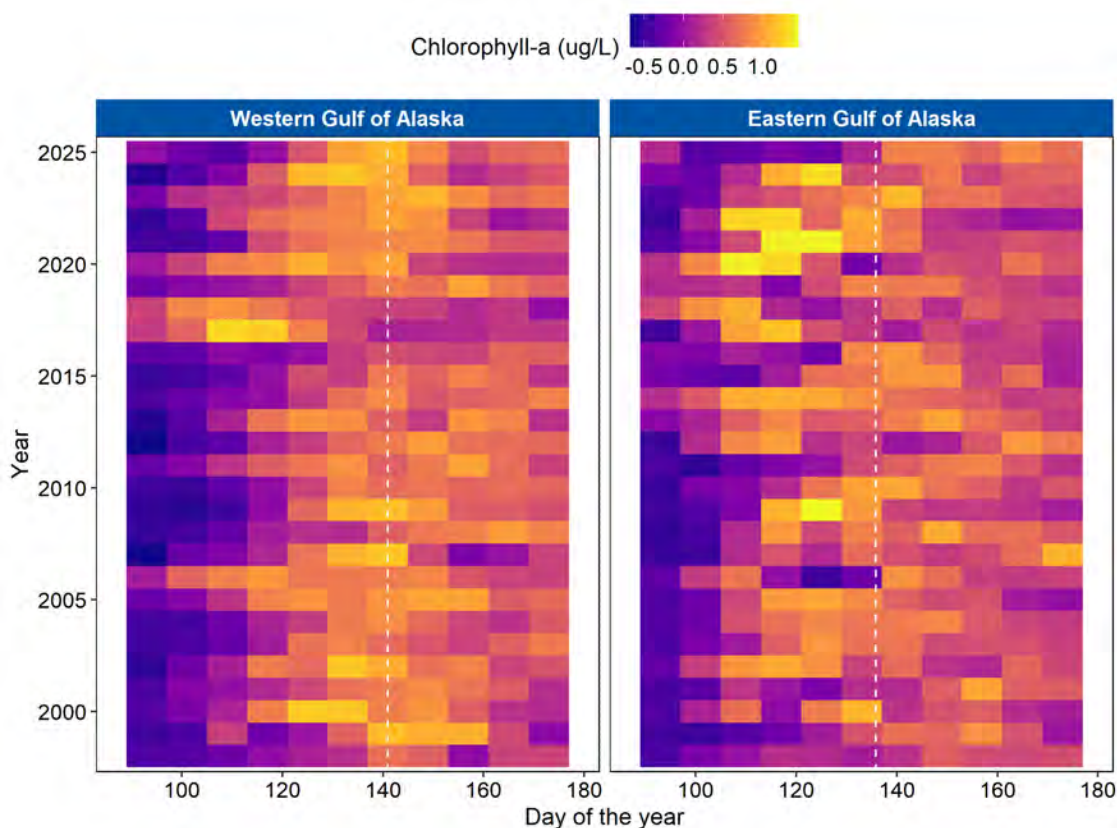 Chlorophyll-a (ug/L)
-0.5 0.0 0.5 1.0
Western Gulf of Alaska
Eastern Gulf of Alaska
2025
2020
2015
2010
2005
2000
Year
100 120 140 160 180
100 120 140 160 180
Day of the year